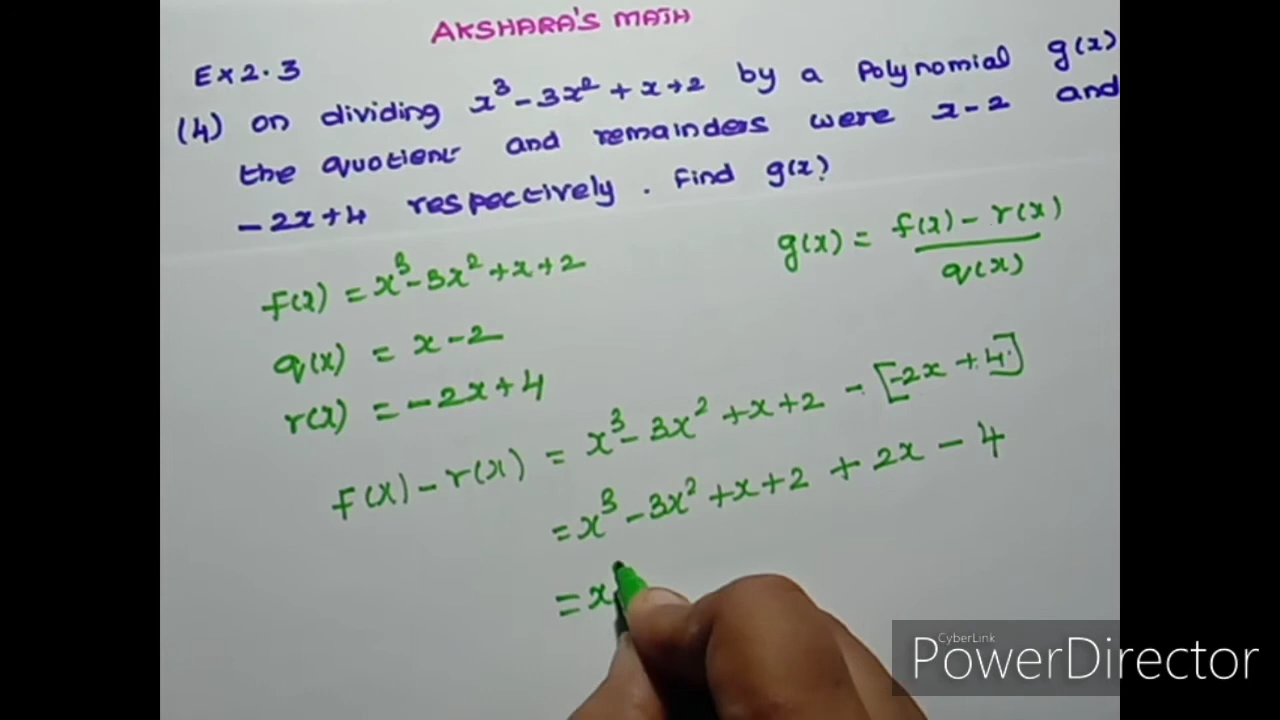 AKSHARA'S MATH
Ex 2.3
(4) on dividing x³ - 3x² + x + 2 by a Polynomial g(x)
the quotient and remainders were x - 2 and
- 2x + 4 respectively. Find g(x)?
g(x) = f(x) - r(x) / q(x)
f(x) = x³ - 3x² + x + 2
q(x) = x - 2
r(x) = - 2x + 4
f(x) - r(x) = x³ - 3x² + x + 2 - [-2x + 4]
= x³ - 3x² + x + 2 + 2x - 4
= x
CyberLink
PowerDirector